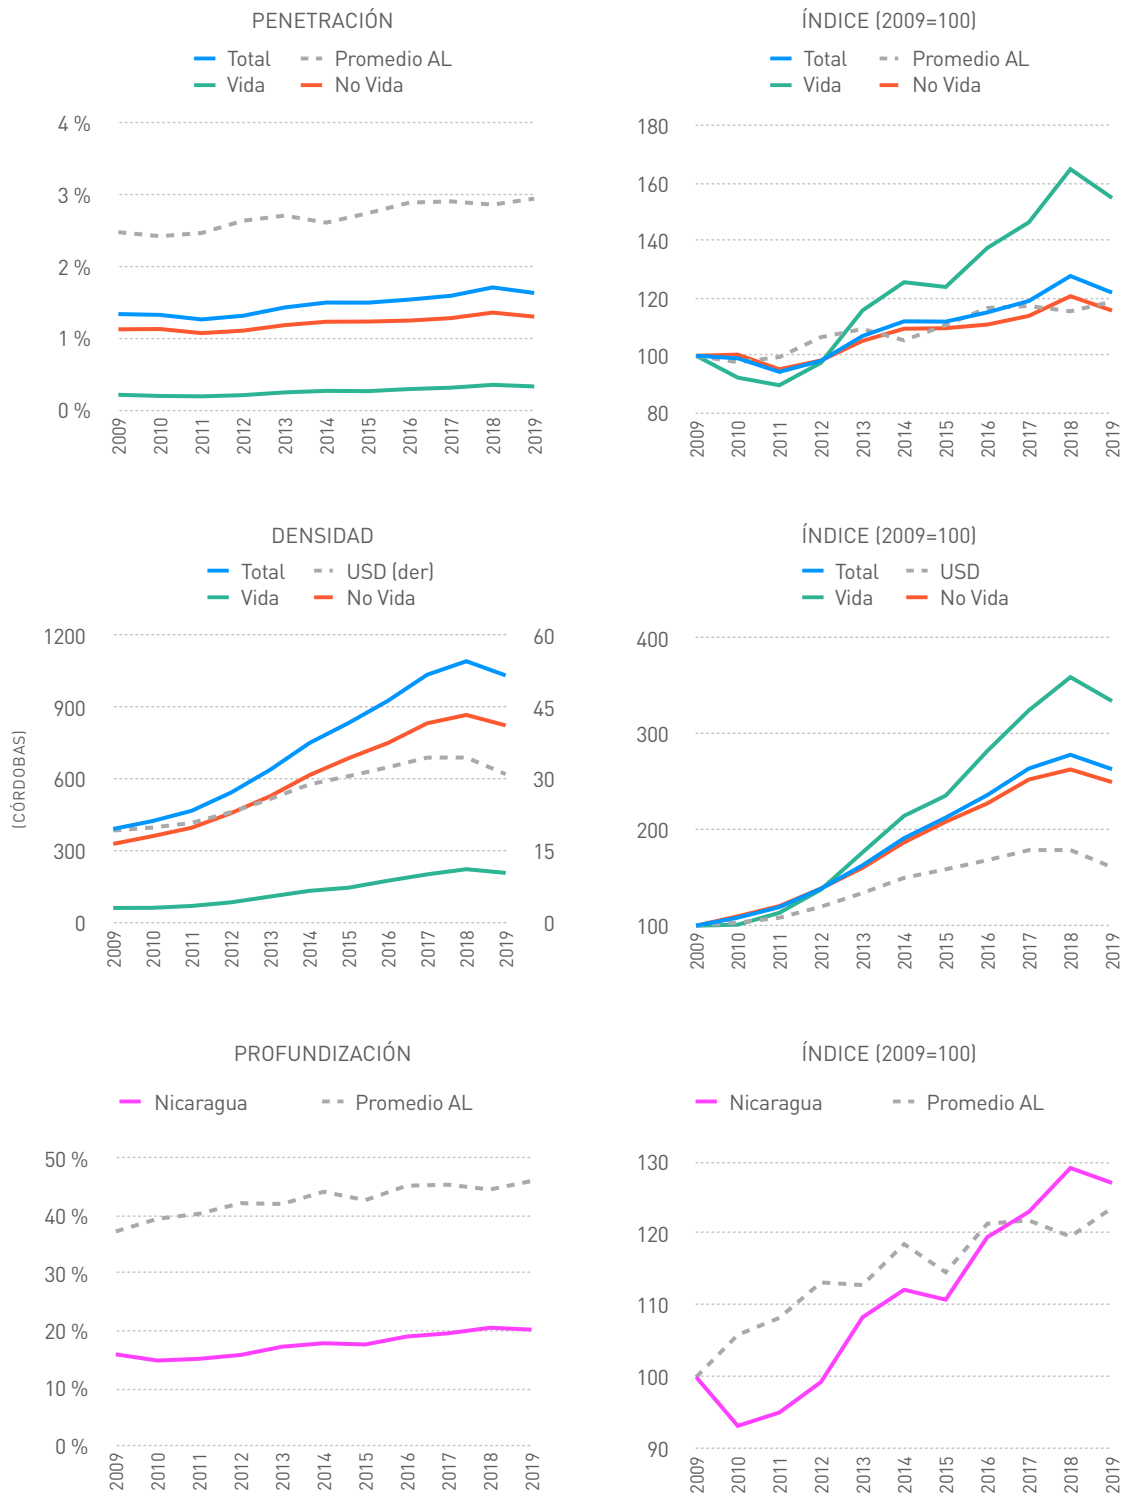 PENETRACIÓN
Total Promedio AL
Vida No Vida
4 %
3 %
2 %
1 %
0 %
2009 2010 2011 2012 2013 2014 2015 2016 2017 2018 2019
ÍNDICE (2009=100)
Total Promedio AL
Vida No Vida
180
160
140
120
100
80
2009 2010 2011 2012 2013 2014 2015 2016 2017 2018 2019
DENSIDAD
Total USD (der)
Vida No Vida
(CÓRDOBAS)
1200 60
900 45
600 30
300 15
0 0
2009 2010 2011 2012 2013 2014 2015 2016 2017 2018 2019
ÍNDICE (2009=100)
Total USD
Vida No Vida
400
300
200
100
2009 2010 2011 2012 2013 2014 2015 2016 2017 2018 2019
PROFUNDIZACIÓN
Nicaragua Promedio AL
50 %
40 %
30 %
20 %
10 %
0 %
2009 2010 2011 2012 2013 2014 2015 2016 2017 2018 2019
ÍNDICE (2009=100)
Nicaragua Promedio AL
130
120
110
100
90
2009 2010 2011 2012 2013 2014 2015 2016 2017 2018 2019